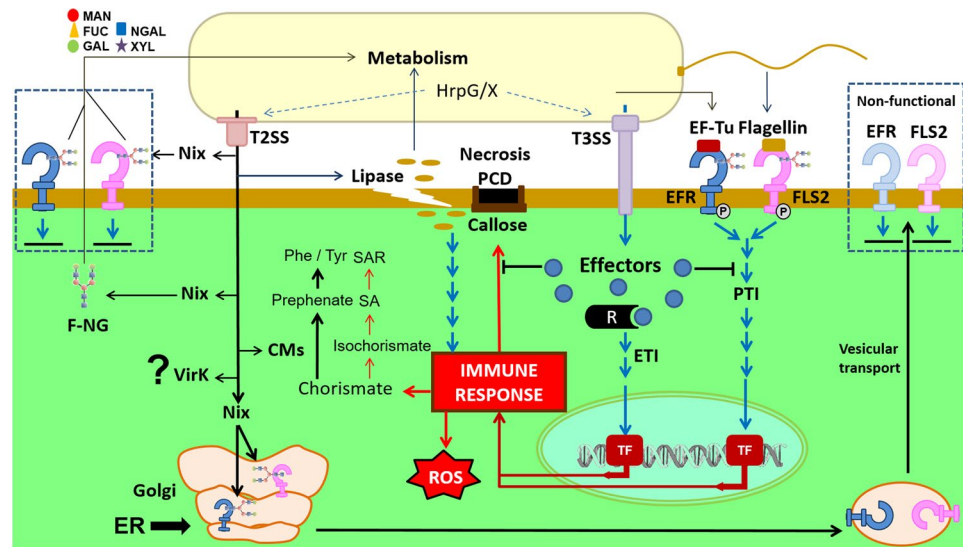 MAN
FUC NGAL
GAL XYL
Metabolism
HrpG/X
T2SS
T3SS
EF-Tu Flagellin
Non-functional
EFR FLS2
Nix
Lipase
Necrosis
PCD
Callose
EFR
P
P
FLS2
Phe / Tyr SAR
Effectors
Prephenate SA
Nix
F-NG
R
PTI
Isochorismate
CMs
ETI
?
VirK
Chorismate
IMMUNE
RESPONSE
Vesicular
transport
Nix
TF
TF
ROS
Golgi
ER